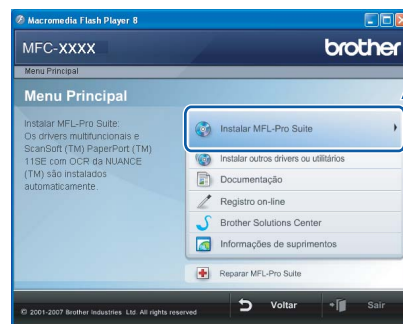 Macromedia Flash Player 8
MFC-XXXX
brother
Menu Principal
Menu Principal
Instalar MFL-Pro Suite:
Os drivers multifuncionais e
ScanSoft (TM) PaperPort (TM)
11SE com OCR da NUANCE
(TM) são instalados
automaticamente.
Instalar MFL-Pro Suite
Instalar outros drivers ou utilitários
Documentação
Registro on-line
Brother Solutions Center
Informações de suprimentos
Reparar MFL-Pro Suite
© 2001-2007 Brother Industries Ltd. All rights reserved
Voltar
Sair